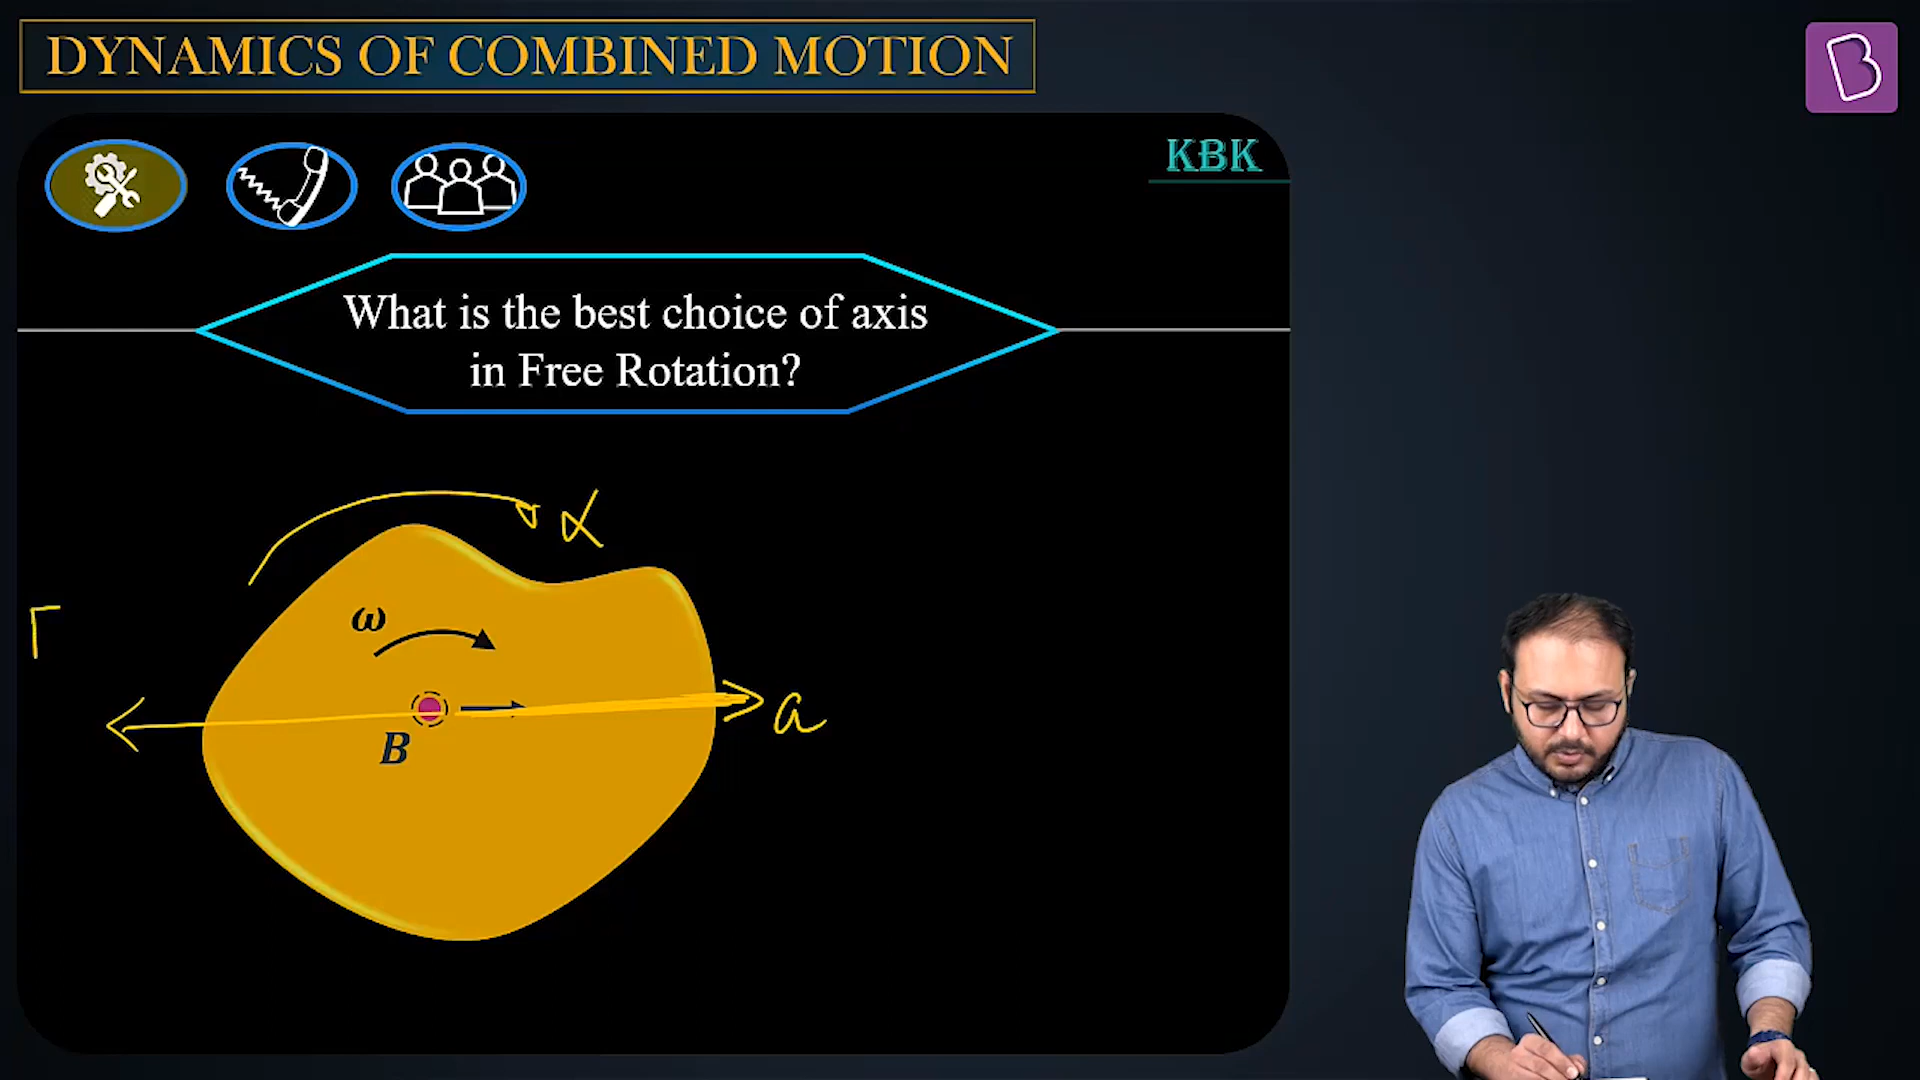 DYNAMICS OF COMBINED MOTION
B
KBK
What is the best choice of axis
in Free Rotation?
α
ω
a
B